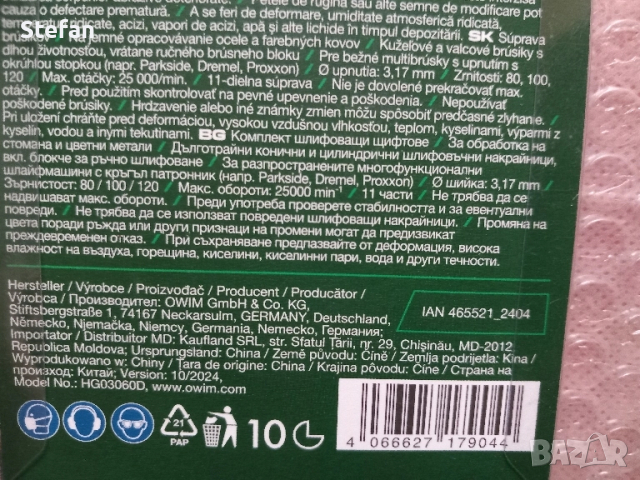 cauza o defectare prematură. / A se feri de deformare, umiditate atmosferică ridicată,
temperaturi ridicate, acizi, vapori de acizi, apă și alte lichide în timpul depozitării. SK Súprava
Stefan
na jemné opracovávanie ocele a farebných kovov / Kužeľové a valcové brúsiky s
dlhou životnosťou, vrátane ručného brúsneho bloku / Pre bežné multibrúsky s upnutím s
okrúhlou stopkou (napr. Parkside, Dremel, Proxxon) / Ø upnutia: 3,17 mm / Zrnitosti: 80, 100,
120 / Max. otáčky: 25 000/min. / 11-dielna súprava / Nie je dovolené prekračovať max.
otáčky. / Pred použitím skontrolovať na pevné upevnenie a poškodenia. / Nepoužívať
poškodené brúsiky. / Hrdzavenie alebo iné známky zmien môžu spôsobiť predčasné zlyhanie. /
Pri uložení chráňte pred deformáciou, vysokou vzdušnou vlhkosťou, teplom, kyselinami, výparmi z
kyselín, vodou a inými tekutinami. BG Комплект шлифоващи щифтове / За обработка на
стомана и цветни метали / Дълготрайни конични и цилиндрични шлифовъчни накрайници,
вкл. блокче за ръчно шлифоване / За разпространените многофункционални
шлайфмашини с кръгъл патронник (напр. Parkside, Dremel, Proxxon) / Ø шийка: 3,17 mm /
Зърнистост: 80 / 100 / 120 / Макс. обороти: 25000 min⁻¹ / 11 части / Не трябва да се
надвишават макс. обороти. / Преди употреба проверете стабилността и за евентуални
повреди. / Не трябва да се използват повредени шлифоващи накрайници. / Промяна на
цвета поради ръжда или други признаци на промени могат да предизвикат
преждевременен отказ. / При съхраняване предпазвайте от деформация, висока
влажност на въздуха, горещина, киселини, киселинни пари, вода и други течности.
Hersteller / Výrobce / Proizvođač / Producent / Producător /
Výrobca / Производител: OWIM GmbH & Co. KG,
Stiftsbergstraße 1, 74167 Neckarsulm, GERMANY, Deutschland,
Německo, Njemačka, Niemcy, Germania, Nemecko, Германия;
Importator / Distribuitor MD: Kaufland SRL, str. Sfatul Țării, nr. 29, Chișinău, MD-2012
Republica Moldova; Ursprungsland: China / Země původu: Číně / Zemlja podrijetla: Kina /
Wyprodukowano w: Chiny / Țara de origine: China / Krajina pôvodu: Čína / Страна на
произход: Китай; Version: 10/2024,
Model No.: HG03060D, www.owim.com
IAN 465521_2404
21
PAP
10
4 066627 179044
BAZAR